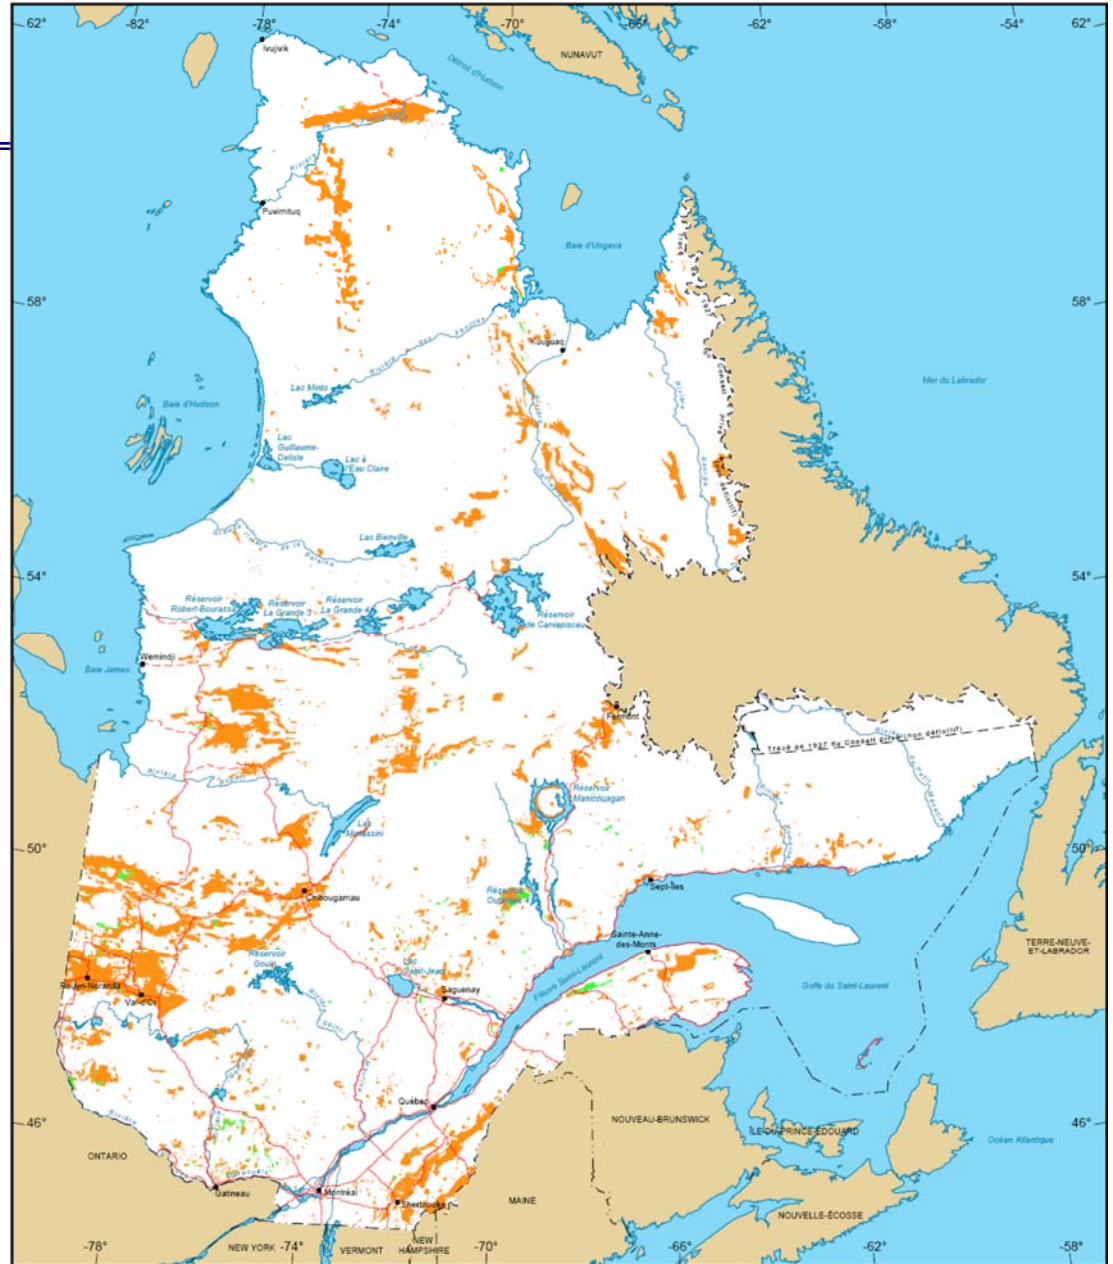 -82° -78° -74° -70° -66° -62° -58° -54°
62° 62°
Ivujivik
NUNAVUT
Détroit d'Hudson
Puvirnituq
Baie d'Ungava
58° 58°
Kuujjuaq
Lac Minto
Rivière aux Feuilles
Mer du Labrador
Baie d'Hudson
Lac
Guillaume-
Delisle
Lac à
l'Eau Claire
Rivière
George
Lac Bienville
54° 54°
Réservoir
Robert-Bourassa
Réservoir
La Grande 3
Réservoir
La Grande 4
Réservoir
de Caniapiscau
Wemindji
Baie James
Fermont
Tracé de 1927 du Conseil privé (non définitif)
Réservoir
Manicouagan
Lac
Mistassini
50° 50°
Chibougamau
Réservoir
Sept-Îles
Sainte-Anne-
des-Monts
TERRE-NEUVE-
ET-LABRADOR
Réservoir
Gouin
Lac
Saint-Jean
Rouyn-Noranda
Val-d'Or
Saguenay
Fleuve Saint-Laurent
Golfe du Saint-Laurent
Québec
46° 46°
NOUVEAU-BRUNSWICK
ÎLE-DU-PRINCE-ÉDOUARD
Océan Atlantique
ONTARIO
Gatineau
Montréal
Sherbrooke
MAINE
NOUVELLE-ÉCOSSE
NEW YORK
VERMONT
NEW
HAMPSHIRE
-78° -74° -70° -66° -62° -58°